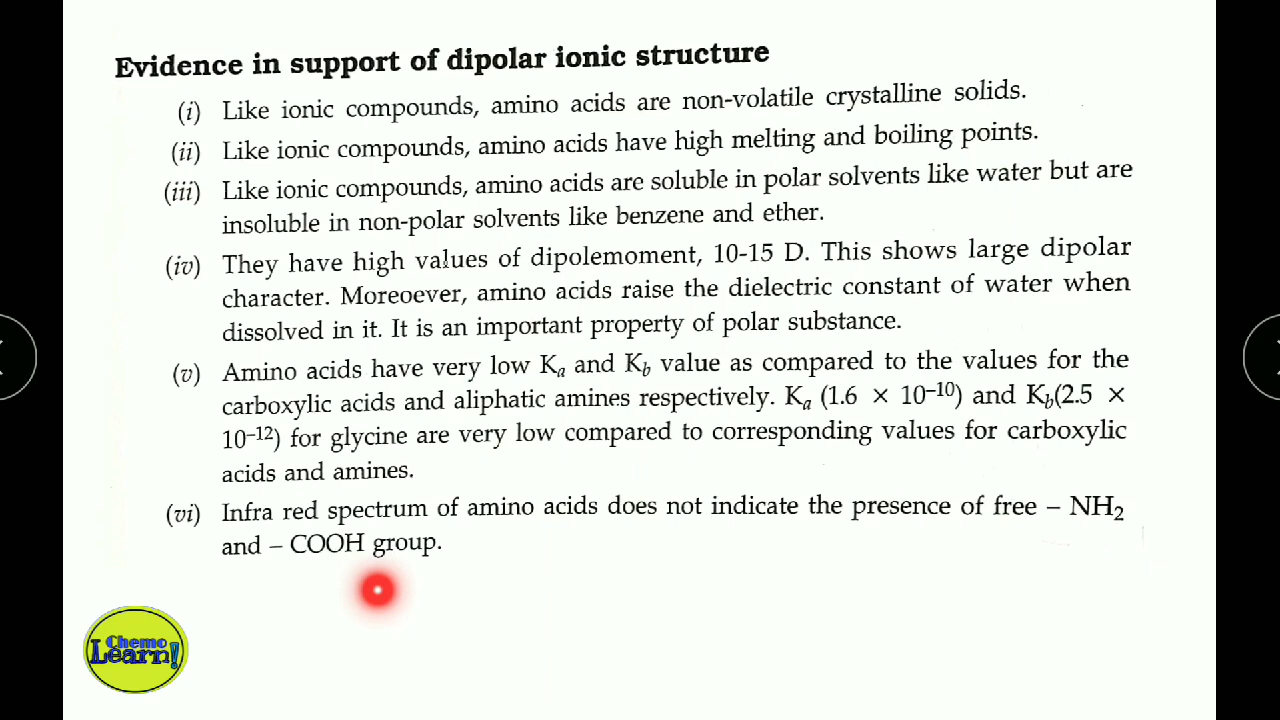 Evidence in support of dipolar ionic structure
(i) Like ionic compounds, amino acids are non-volatile crystalline solids.
(ii) Like ionic compounds, amino acids have high melting and boiling points.
(iii) Like ionic compounds, amino acids are soluble in polar solvents like water but are
insoluble in non-polar solvents like benzene and ether.
(iv) They have high values of dipolemoment, 10-15 D. This shows large dipolar
character. Moreoever, amino acids raise the dielectric constant of water when
dissolved in it. It is an important property of polar substance.
(v) Amino acids have very low Kₐ and K_b value as compared to the values for the
carboxylic acids and aliphatic amines respectively. Kₐ (1.6 × 10⁻¹⁰) and K_b(2.5 ×
10⁻¹²) for glycine are very low compared to corresponding values for carboxylic
acids and amines.
(vi) Infra red spectrum of amino acids does not indicate the presence of free – NH₂
and – COOH group.
Chemo
Learn!